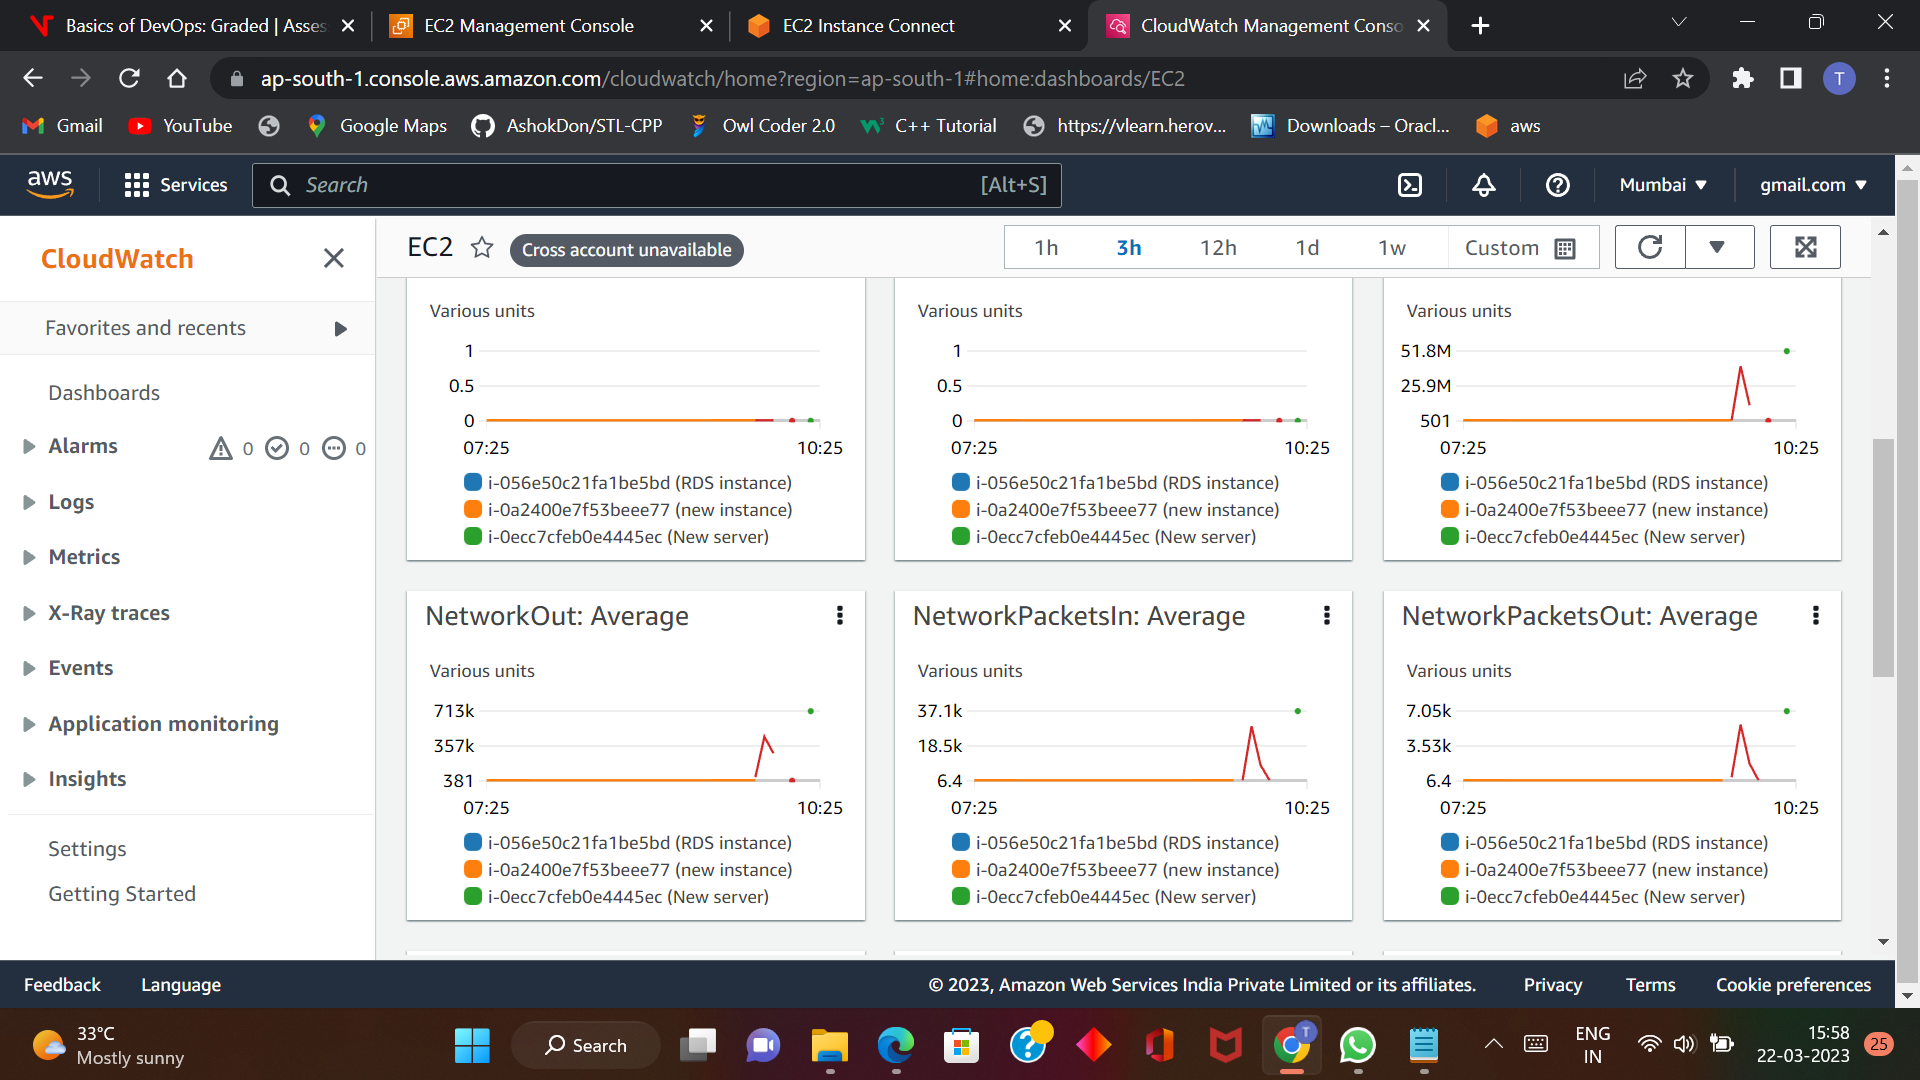 Basics of DevOps: Graded | Asses
EC2 Management Console
EC2 Instance Connect
CloudWatch Management Conso
ap-south-1.console.aws.amazon.com/cloudwatch/home?region=ap-south-1#home:dashboards/EC2
T
Gmail
YouTube
Google Maps
AshokDon/STL-CPP
Owl Coder 2.0
C++ Tutorial
https://vlearn.herov...
Downloads – Oracl...
aws
aws
Services
Search
[Alt+S]
Mumbai
gmail.com
CloudWatch
Favorites and recents
Dashboards
Alarms 0 0 0
Logs
Metrics
X-Ray traces
Events
Application monitoring
Insights
Settings
Getting Started
EC2
Cross account unavailable
1h 3h 12h 1d 1w Custom
Various units
1
0.5
0
07:25 10:25
i-056e50c21fa1be5bd (RDS instance)
i-0a2400e7f53beee77 (new instance)
i-0ecc7cfeb0e4445ec (New server)
Various units
1
0.5
0
07:25 10:25
i-056e50c21fa1be5bd (RDS instance)
i-0a2400e7f53beee77 (new instance)
i-0ecc7cfeb0e4445ec (New server)
Various units
51.8M
25.9M
501
07:25 10:25
i-056e50c21fa1be5bd (RDS instance)
i-0a2400e7f53beee77 (new instance)
i-0ecc7cfeb0e4445ec (New server)
NetworkOut: Average
Various units
713k
357k
381
07:25 10:25
i-056e50c21fa1be5bd (RDS instance)
i-0a2400e7f53beee77 (new instance)
i-0ecc7cfeb0e4445ec (New server)
NetworkPacketsIn: Average
Various units
37.1k
18.5k
6.4
07:25 10:25
i-056e50c21fa1be5bd (RDS instance)
i-0a2400e7f53beee77 (new instance)
i-0ecc7cfeb0e4445ec (New server)
NetworkPacketsOut: Average
Various units
7.05k
3.53k
6.4
07:25 10:25
i-056e50c21fa1be5bd (RDS instance)
i-0a2400e7f53beee77 (new instance)
i-0ecc7cfeb0e4445ec (New server)
Feedback
Language
© 2023, Amazon Web Services India Private Limited or its affiliates.
Privacy
Terms
Cookie preferences
33°C
Mostly sunny
Search
T
ENG
IN
15:58
22-03-2023
25